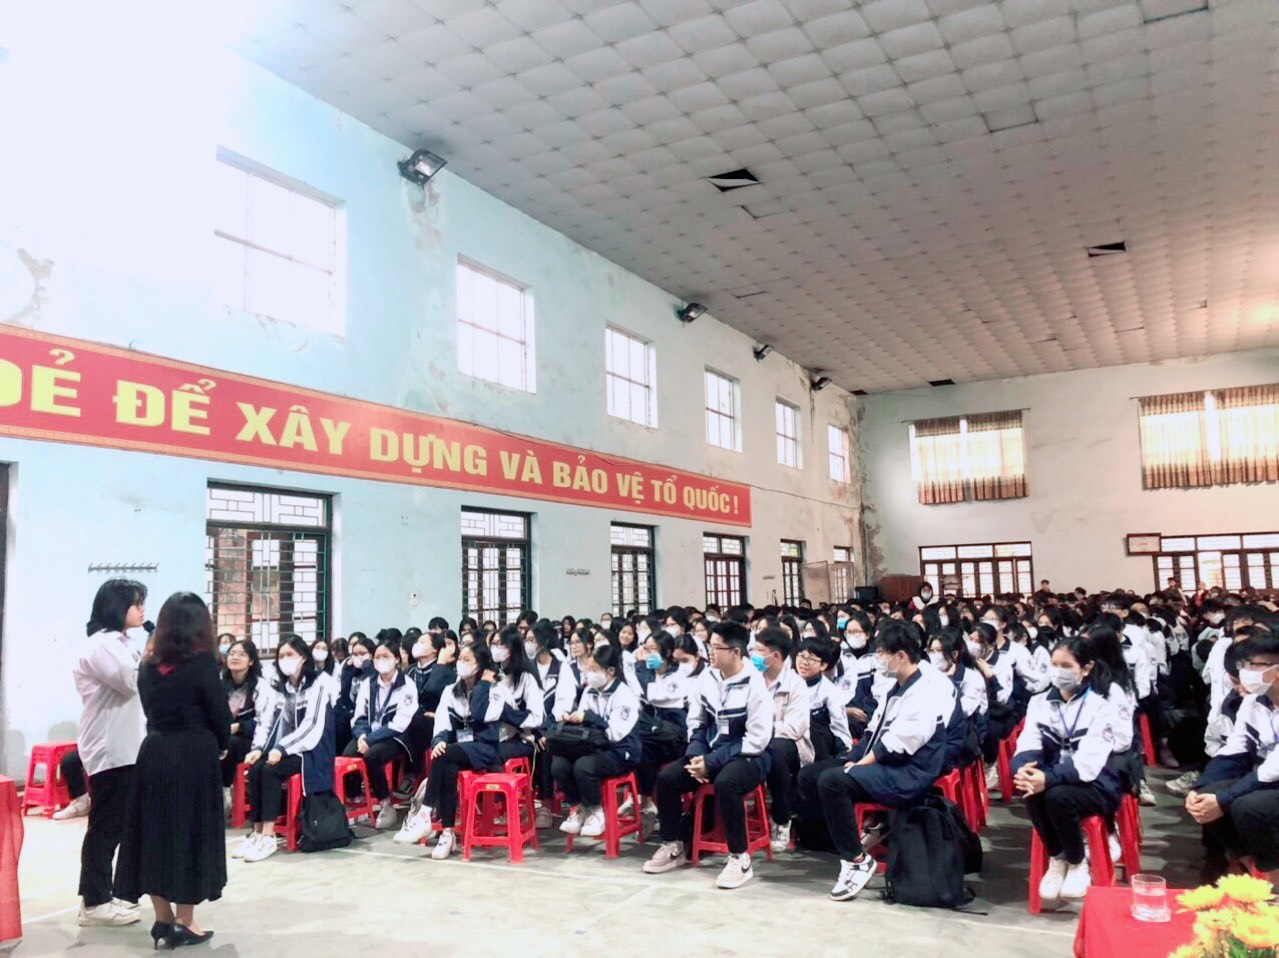 ĐỂ XÂY DỰNG VÀ BẢO VỆ TỔ QUỐC !